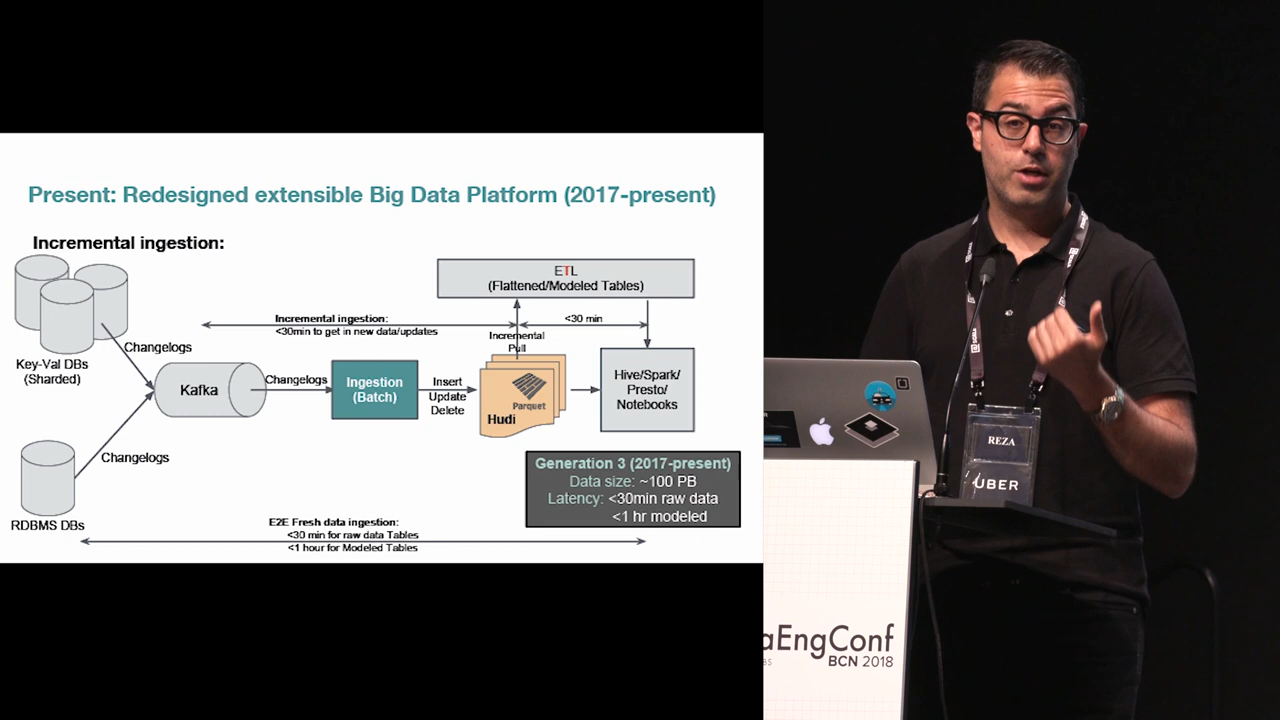 Present: Redesigned extensible Big Data Platform (2017-present)
Incremental ingestion:
ETL
(Flattened/Modeled Tables)
Incremental ingestion:
<30min to get in new data/updates
<30 min
Incremental
Pull
Changelogs
Key-Val DBs
(Sharded)
Kafka
Changelogs
Ingestion
(Batch)
Insert
Update
Delete
Parquet
Hudi
Hive/Spark/
Presto/
Notebooks
Changelogs
RDBMS DBs
Generation 3 (2017-present)
Data size: ~100 PB
Latency: <30min raw data
<1 hr modeled
E2E Fresh data ingestion:
<30 min for raw data Tables
<1 hour for Modeled Tables
REZA
UBER
aEngConf
BCN 2018